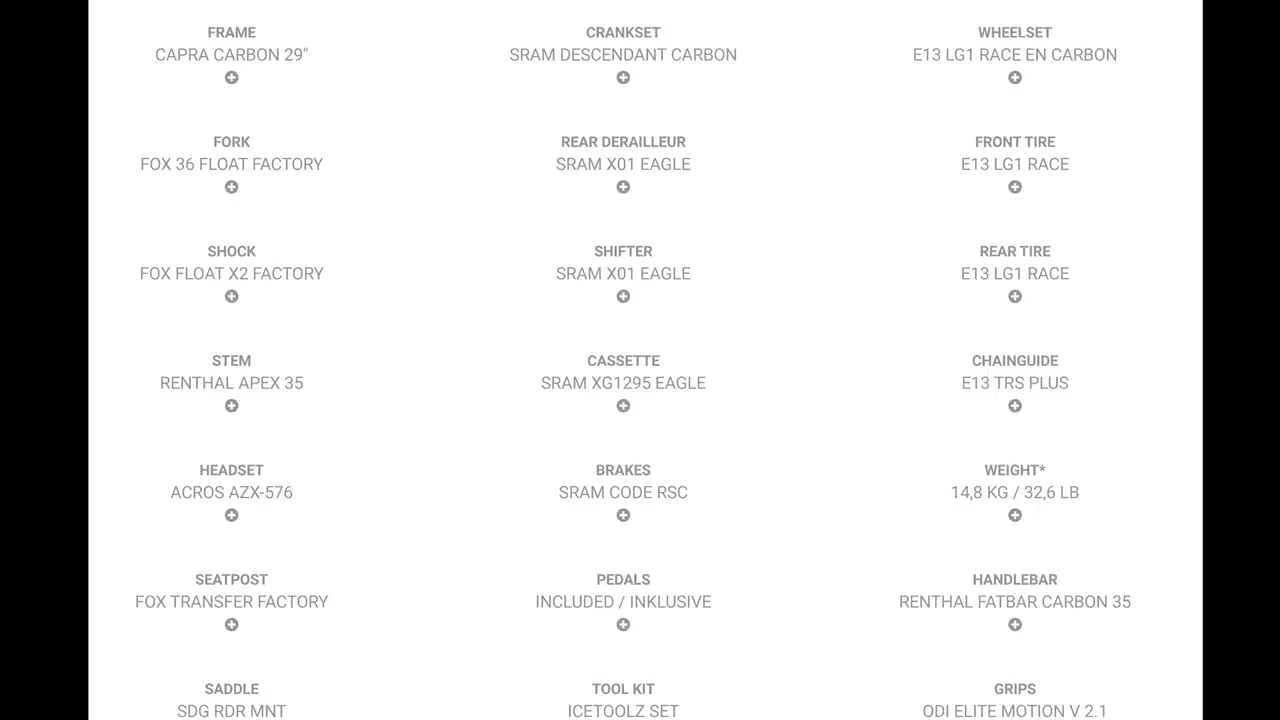 FRAME
CAPRA CARBON 29"
CRANKSET
SRAM DESCENDANT CARBON
WHEELSET
E13 LG1 RACE EN CARBON
FORK
FOX 36 FLOAT FACTORY
REAR DERAILLEUR
SRAM X01 EAGLE
FRONT TIRE
E13 LG1 RACE
SHOCK
FOX FLOAT X2 FACTORY
SHIFTER
SRAM X01 EAGLE
REAR TIRE
E13 LG1 RACE
STEM
RENTHAL APEX 35
CASSETTE
SRAM XG1295 EAGLE
CHAINGUIDE
E13 TRS PLUS
HEADSET
ACROS AZX-576
BRAKES
SRAM CODE RSC
WEIGHT*
14,8 KG / 32,6 LB
SEATPOST
FOX TRANSFER FACTORY
PEDALS
INCLUDED / INKLUSIVE
HANDLEBAR
RENTHAL FATBAR CARBON 35
SADDLE
SDG RDR MNT
TOOL KIT
ICETOOLZ SET
GRIPS
ODI ELITE MOTION V 2.1